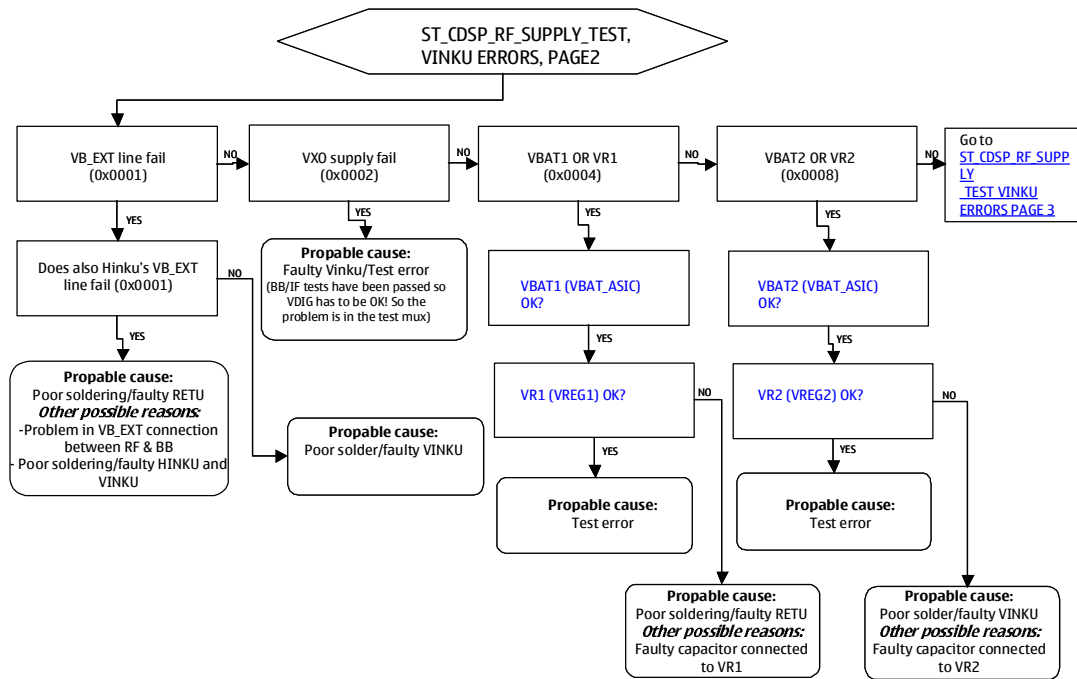 ST_CDSP_RF_SUPPLY_TEST,
VINKU ERRORS, PAGE2
VB_EXT line fail
(0x0001)
NO
VXO supply fail
(0x0002)
NO
VBAT1 OR VR1
(0x0004)
NO
VBAT2 OR VR2
(0x0008)
NO
Go to
ST_CDSP_RF_SUPP
LY
_TEST VINKU
ERRORS PAGE 3
YES
YES
YES
YES
Does also Hinku's VB_EXT
line fail (0x0001)
NO
Propable cause:
Faulty Vinku/Test error
(BB/IF tests have been passed so
VDIG has to be OK! So the
problem is in the test mux)
VBAT1 (VBAT_ASIC)
OK?
VBAT2 (VBAT_ASIC)
OK?
YES
YES
YES
Propable cause:
Poor soldering/faulty RETU
Other possible reasons:
-Problem in VB_EXT connection
between RF & BB
- Poor soldering/faulty HINKU and
VINKU
VR1 (VREG1) OK?
NO
VR2 (VREG2) OK?
NO
Propable cause:
Poor solder/faulty VINKU
YES
YES
Propable cause:
Test error
Propable cause:
Test error
Propable cause:
Poor soldering/faulty RETU
Other possible reasons:
Faulty capacitor connected
to VR1
Propable cause:
Poor solder/faulty VINKU
Other possible reasons:
Faulty capacitor connected
to VR2